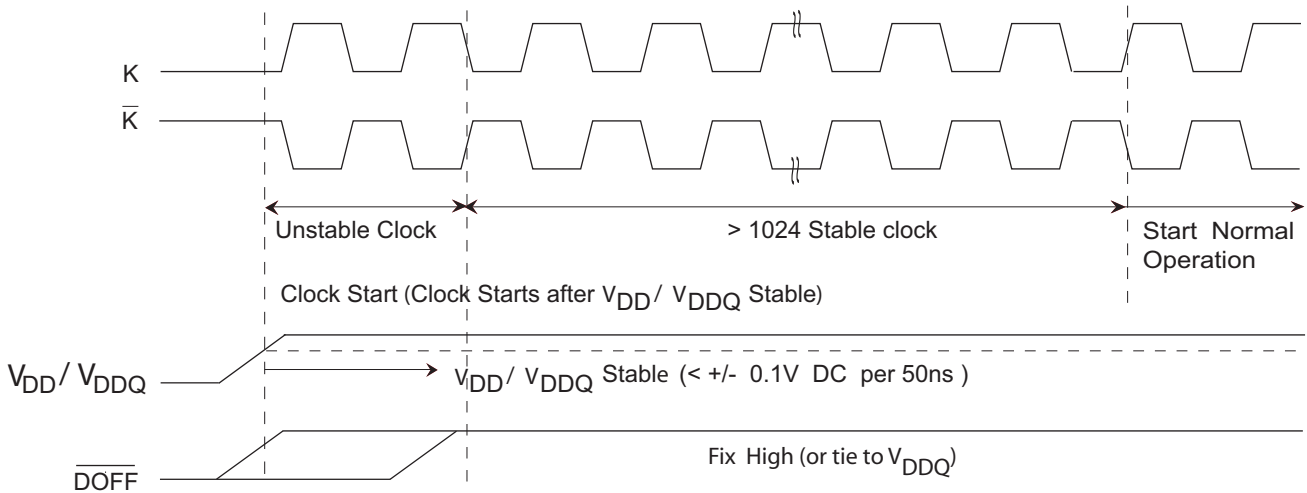 K
K̅
Unstable Clock
> 1024 Stable clock
Start Normal
Operation
Clock Start (Clock Starts after VDD / VDDQ Stable)
VDD / VDDQ
VDD / VDDQ Stable (< +/- 0.1V DC per 50ns )
DOFF
Fix High (or tie to VDDQ)